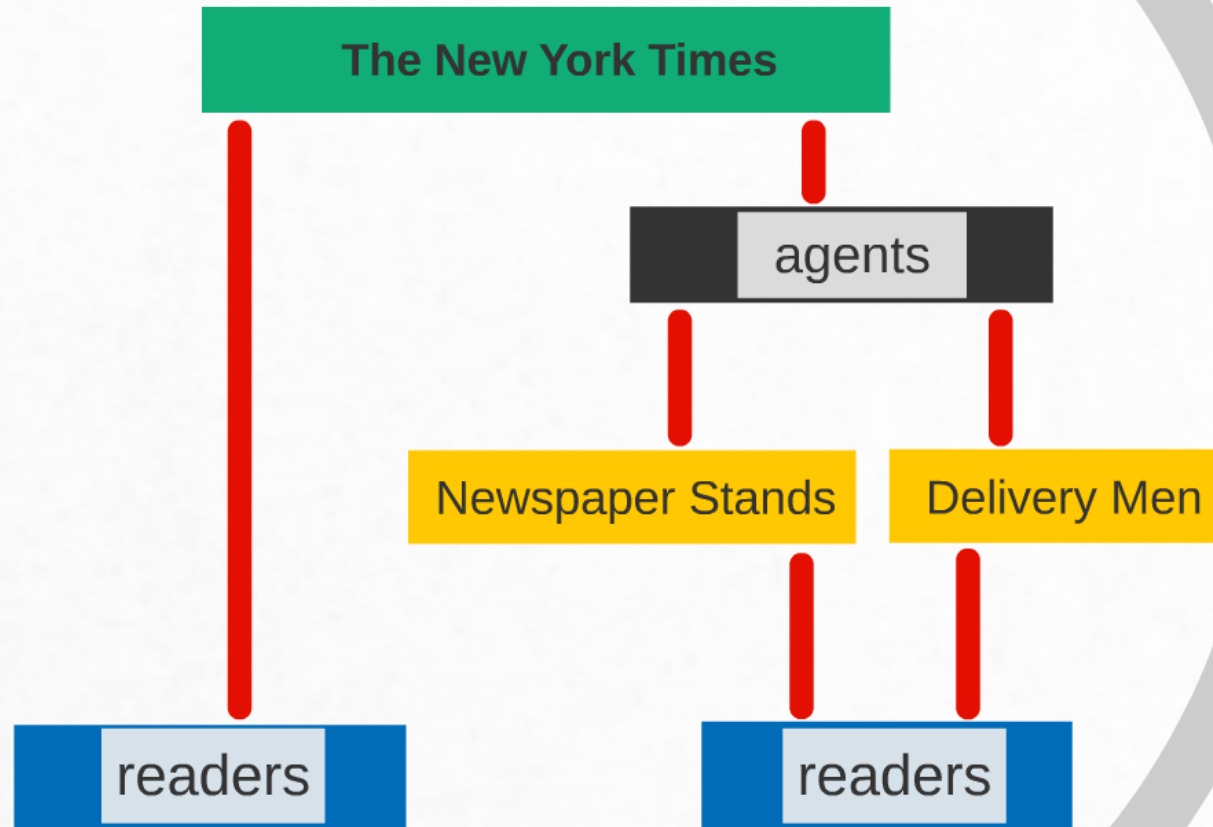 The New York Times
agents
Newspaper Stands
Delivery Men
readers
readers